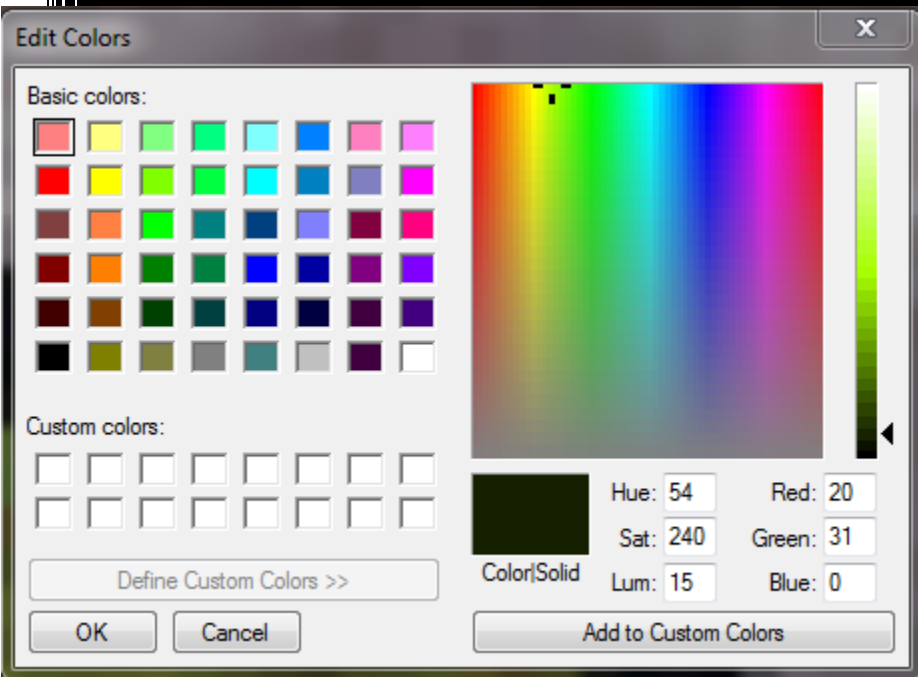 Edit Colors
Basic colors:
Custom colors:
Define Custom Colors >>
OK Cancel
Color|Solid
Hue: 54 Red: 20
Sat: 240 Green: 31
Lum: 15 Blue: 0
Add to Custom Colors